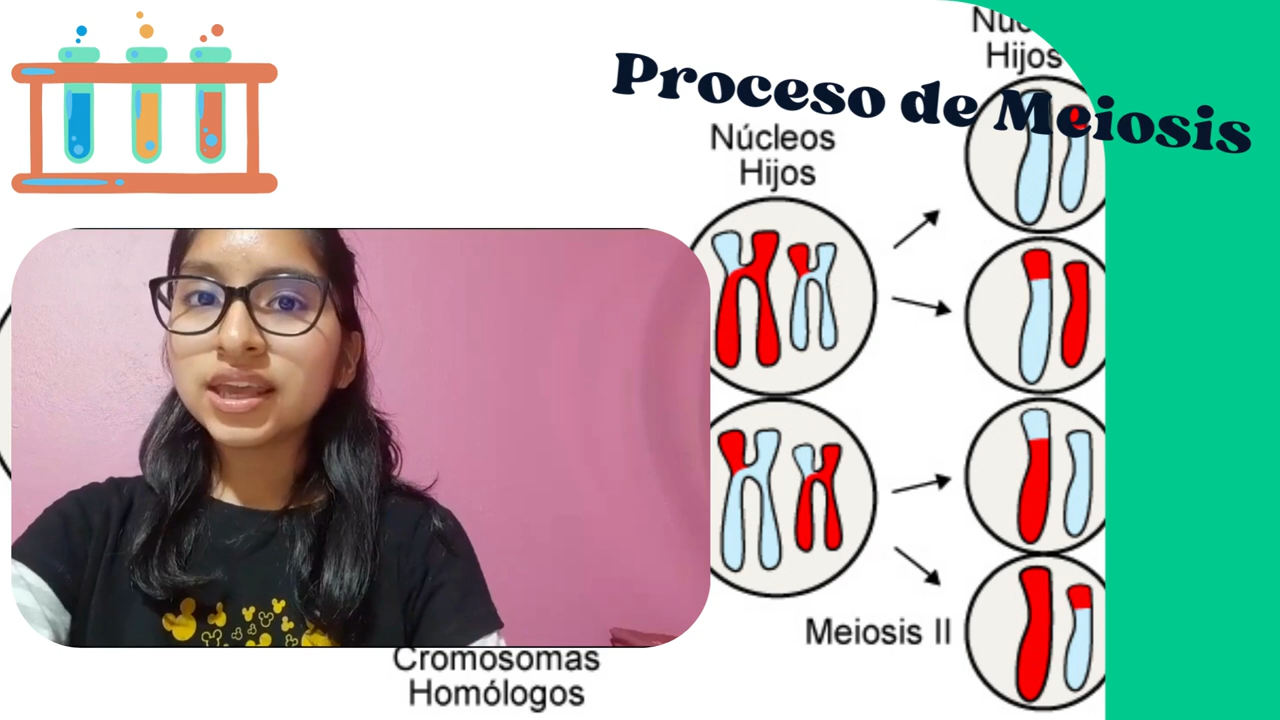 Proceso de Meiosis
Núcleos
Hijos
Hijos
Meiosis II
Cromosomas
Homólogos